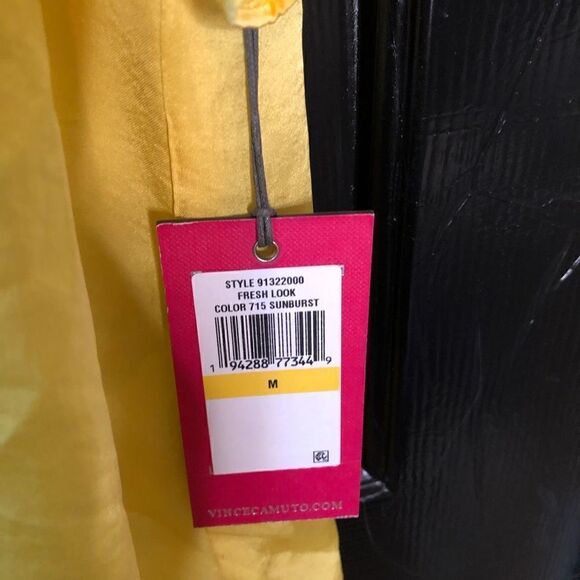 STYLE 91322000
FRESH LOOK
COLOR 715 SUNBURST
1 94288 77344 9
M
VINCECAMUTO.COM